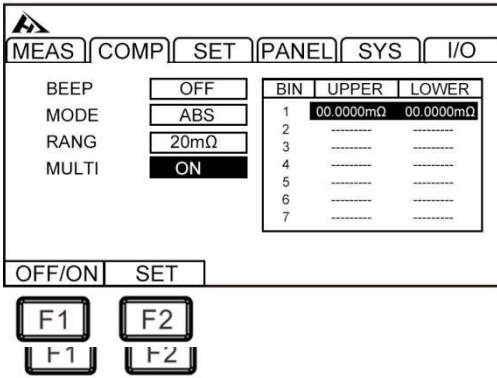 MEAS COMP SET PANEL SYS I/O
BEEP OFF
MODE ABS
RANG 20mΩ
MULTI ON
BIN UPPER LOWER
1 00.0000mΩ 00.0000mΩ
2 --------- ---------
3 --------- ---------
4 --------- ---------
5 --------- ---------
6 --------- ---------
7 --------- ---------
OFF/ON SET
F1 F2
F1 F2